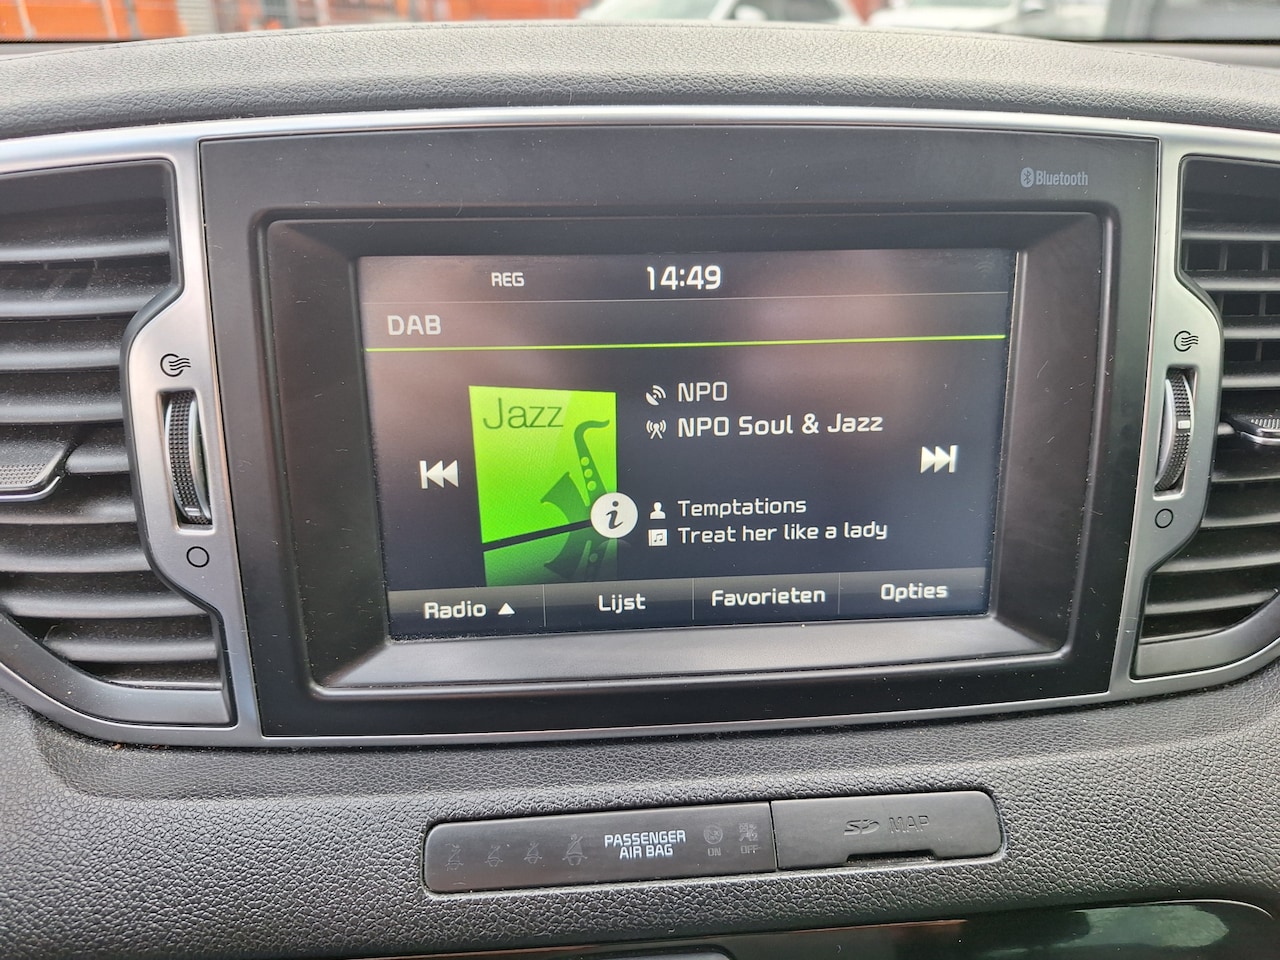 Bluetooth
REG
14:49
DAB
Jazz
NPO
NPO Soul & Jazz
i
Temptations
Treat her like a lady
Radio
Lijst
Favorieten
Opties
PASSENGER
AIR BAG
ON
OFF
SD MAP